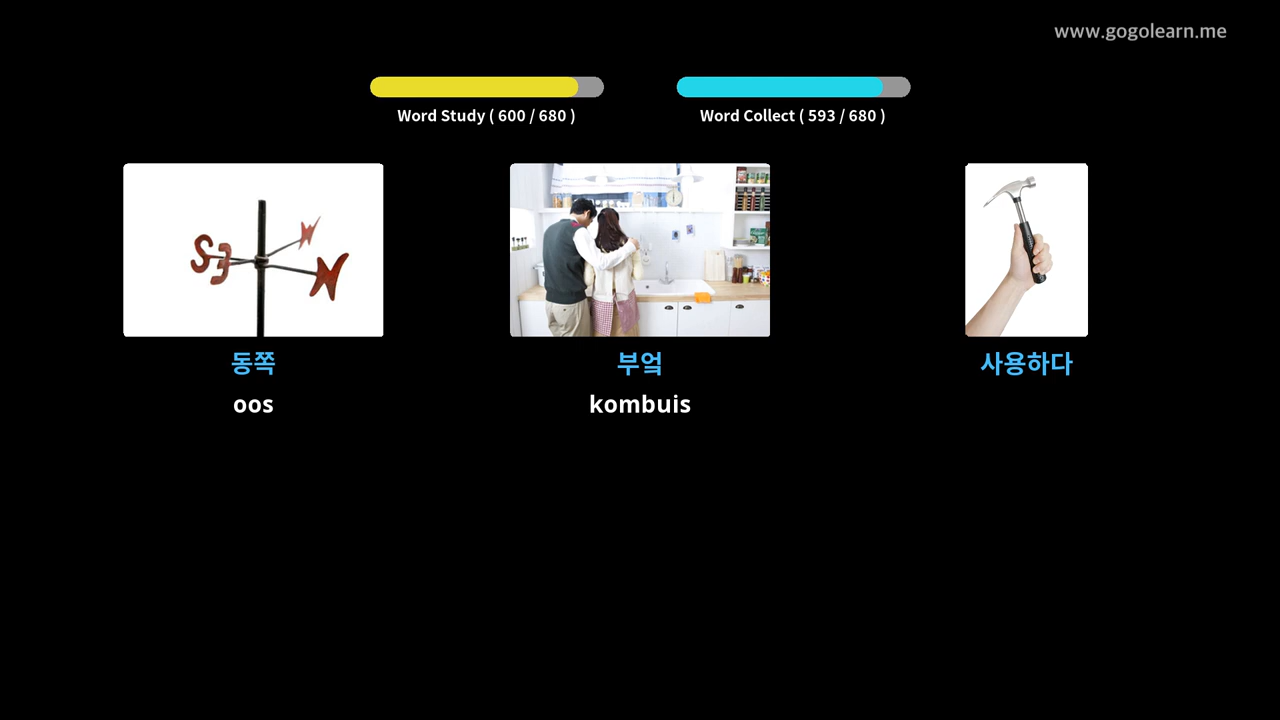 www.gogolearn.me
Word Study ( 600 / 680 )
Word Collect ( 593 / 680 )
S E N W
동쪽
부엌
사용하다
oos
kombuis